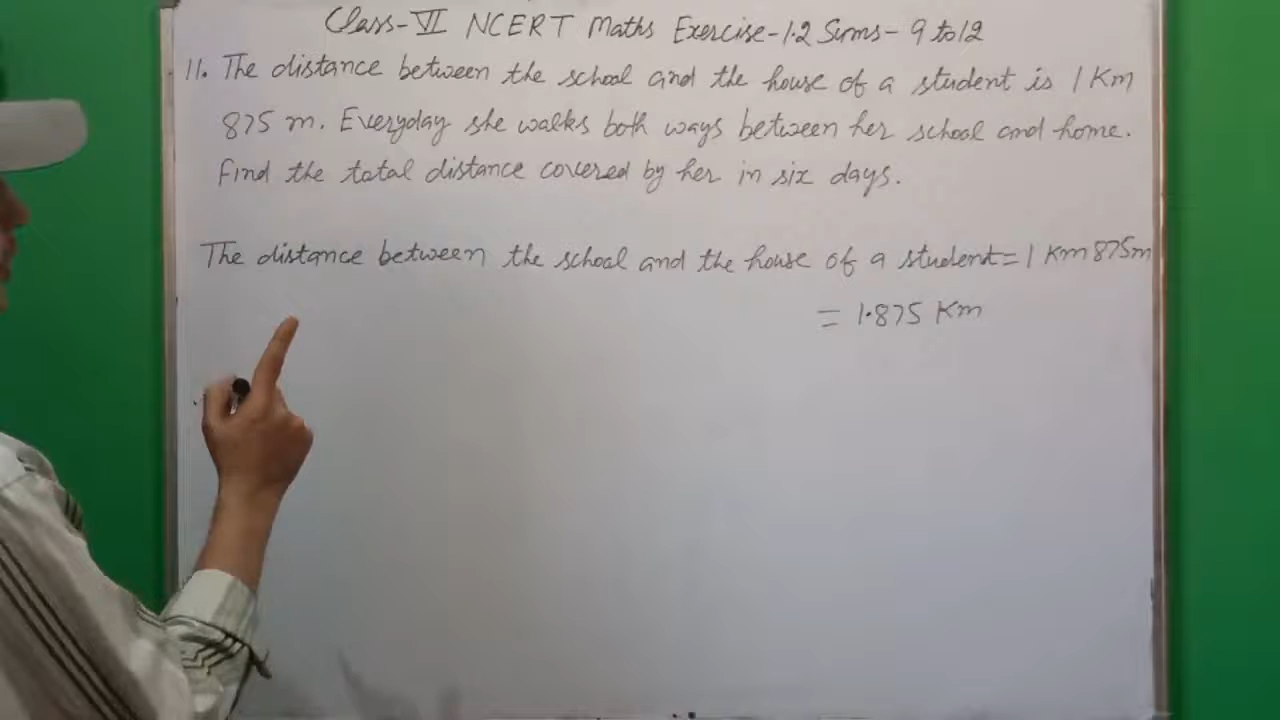 Class-VI NCERT Maths Exercise-1.2 Sums-9 to 12
11. The distance between the school and the house of a student is 1 Km
875 m. Everyday she walks both ways between her school and home.
Find the total distance covered by her in six days.
The distance between the school and the house of a student = 1 Km 875m
= 1.875 Km